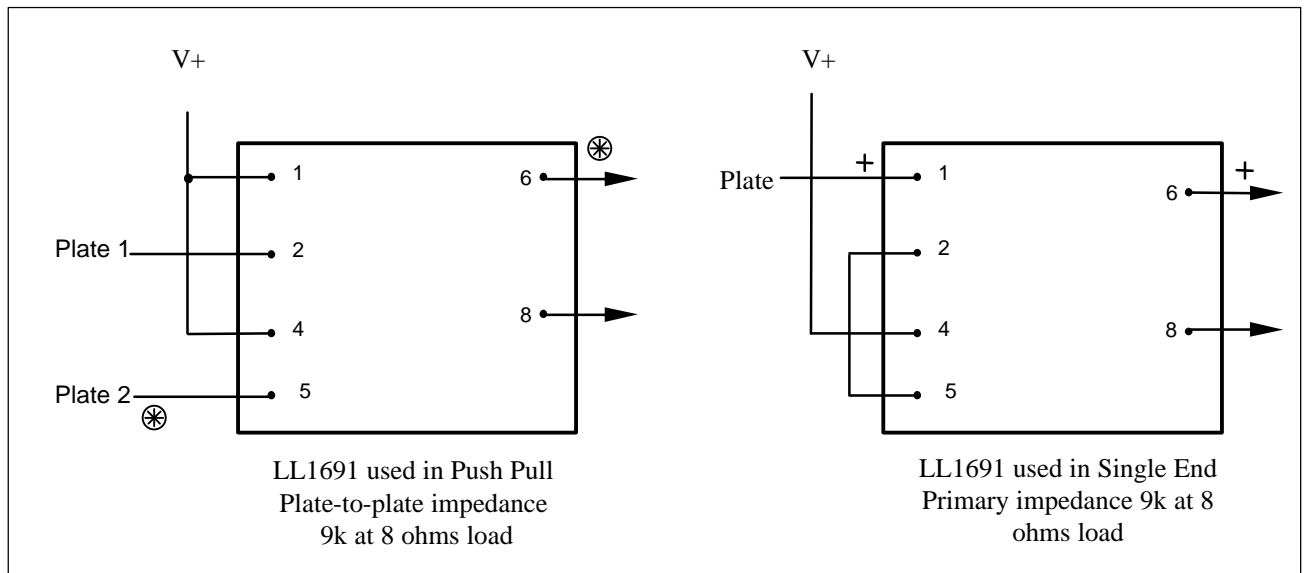 V+
1
6
Plate 1
2
4
8
Plate 2
5
LL1691 used in Push Pull
Plate-to-plate impedance
9k at 8 ohms load
V+
+
+
Plate
1
6
2
4
8
5
LL1691 used in Single End
Primary impedance 9k at 8
ohms load